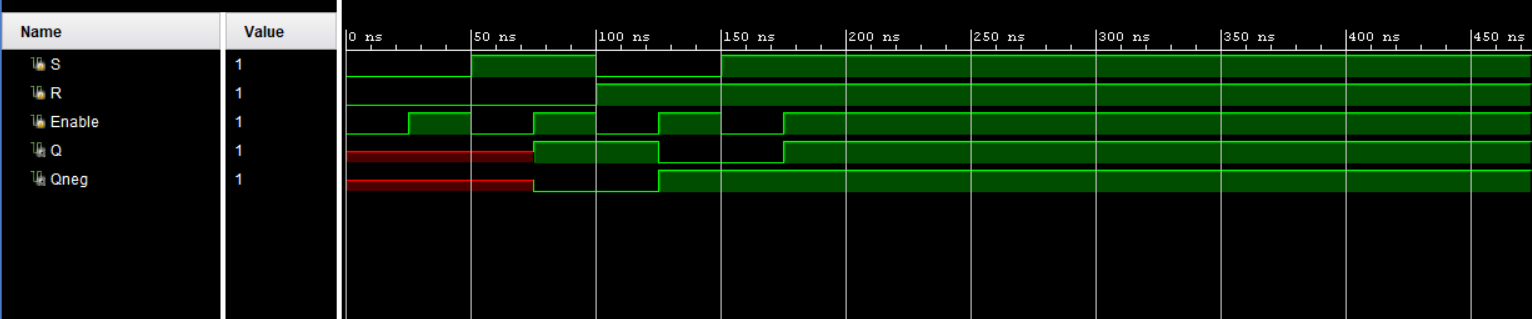 Name Value 0 ns 50 ns 100 ns 150 ns 200 ns 250 ns 300 ns 350 ns 400 ns 450 ns
S 1
R 1
Enable 1
Q 1
Qneg 1